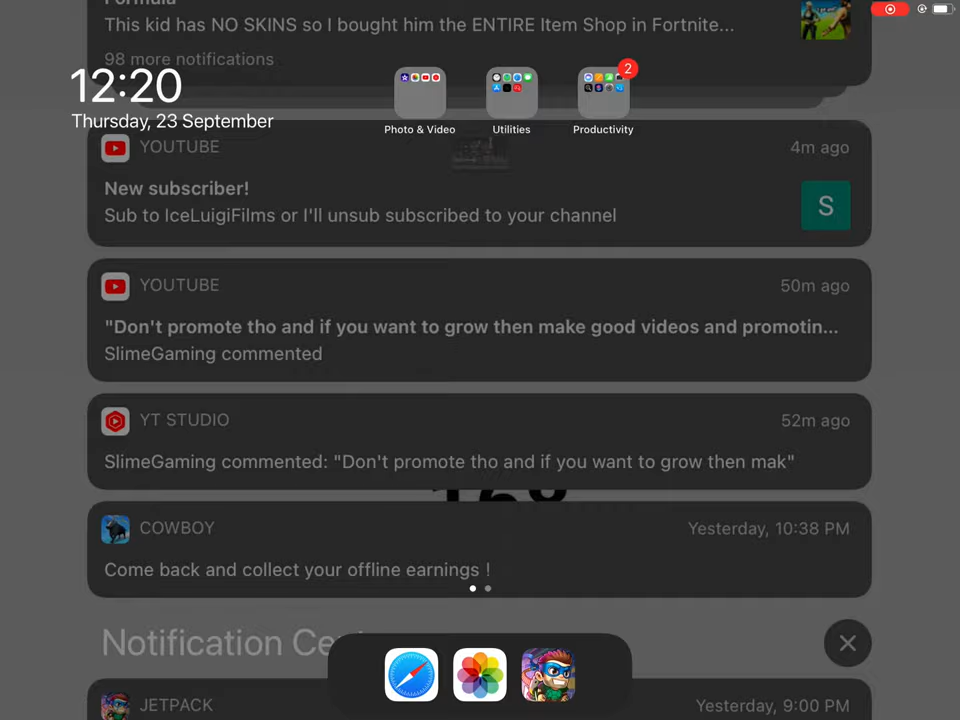 This kid has NO SKINS so I bought him the ENTIRE Item Shop in Fortnite...
98 more notifications
12:20
Thursday, 23 September
2
Photo & Video
Utilities
Productivity
YOUTUBE
4m ago
New subscriber!
Sub to IceLuigiFilms or I'll unsub subscribed to your channel
S
YOUTUBE
50m ago
"Don't promote tho and if you want to grow then make good videos and promotin...
SlimeGaming commented
YT STUDIO
52m ago
SlimeGaming commented: "Don't promote tho and if you want to grow then mak"
COWBOY
Yesterday, 10:38 PM
Come back and collect your offline earnings !
Notification Ce
JETPACK
Yesterday, 9:00 PM